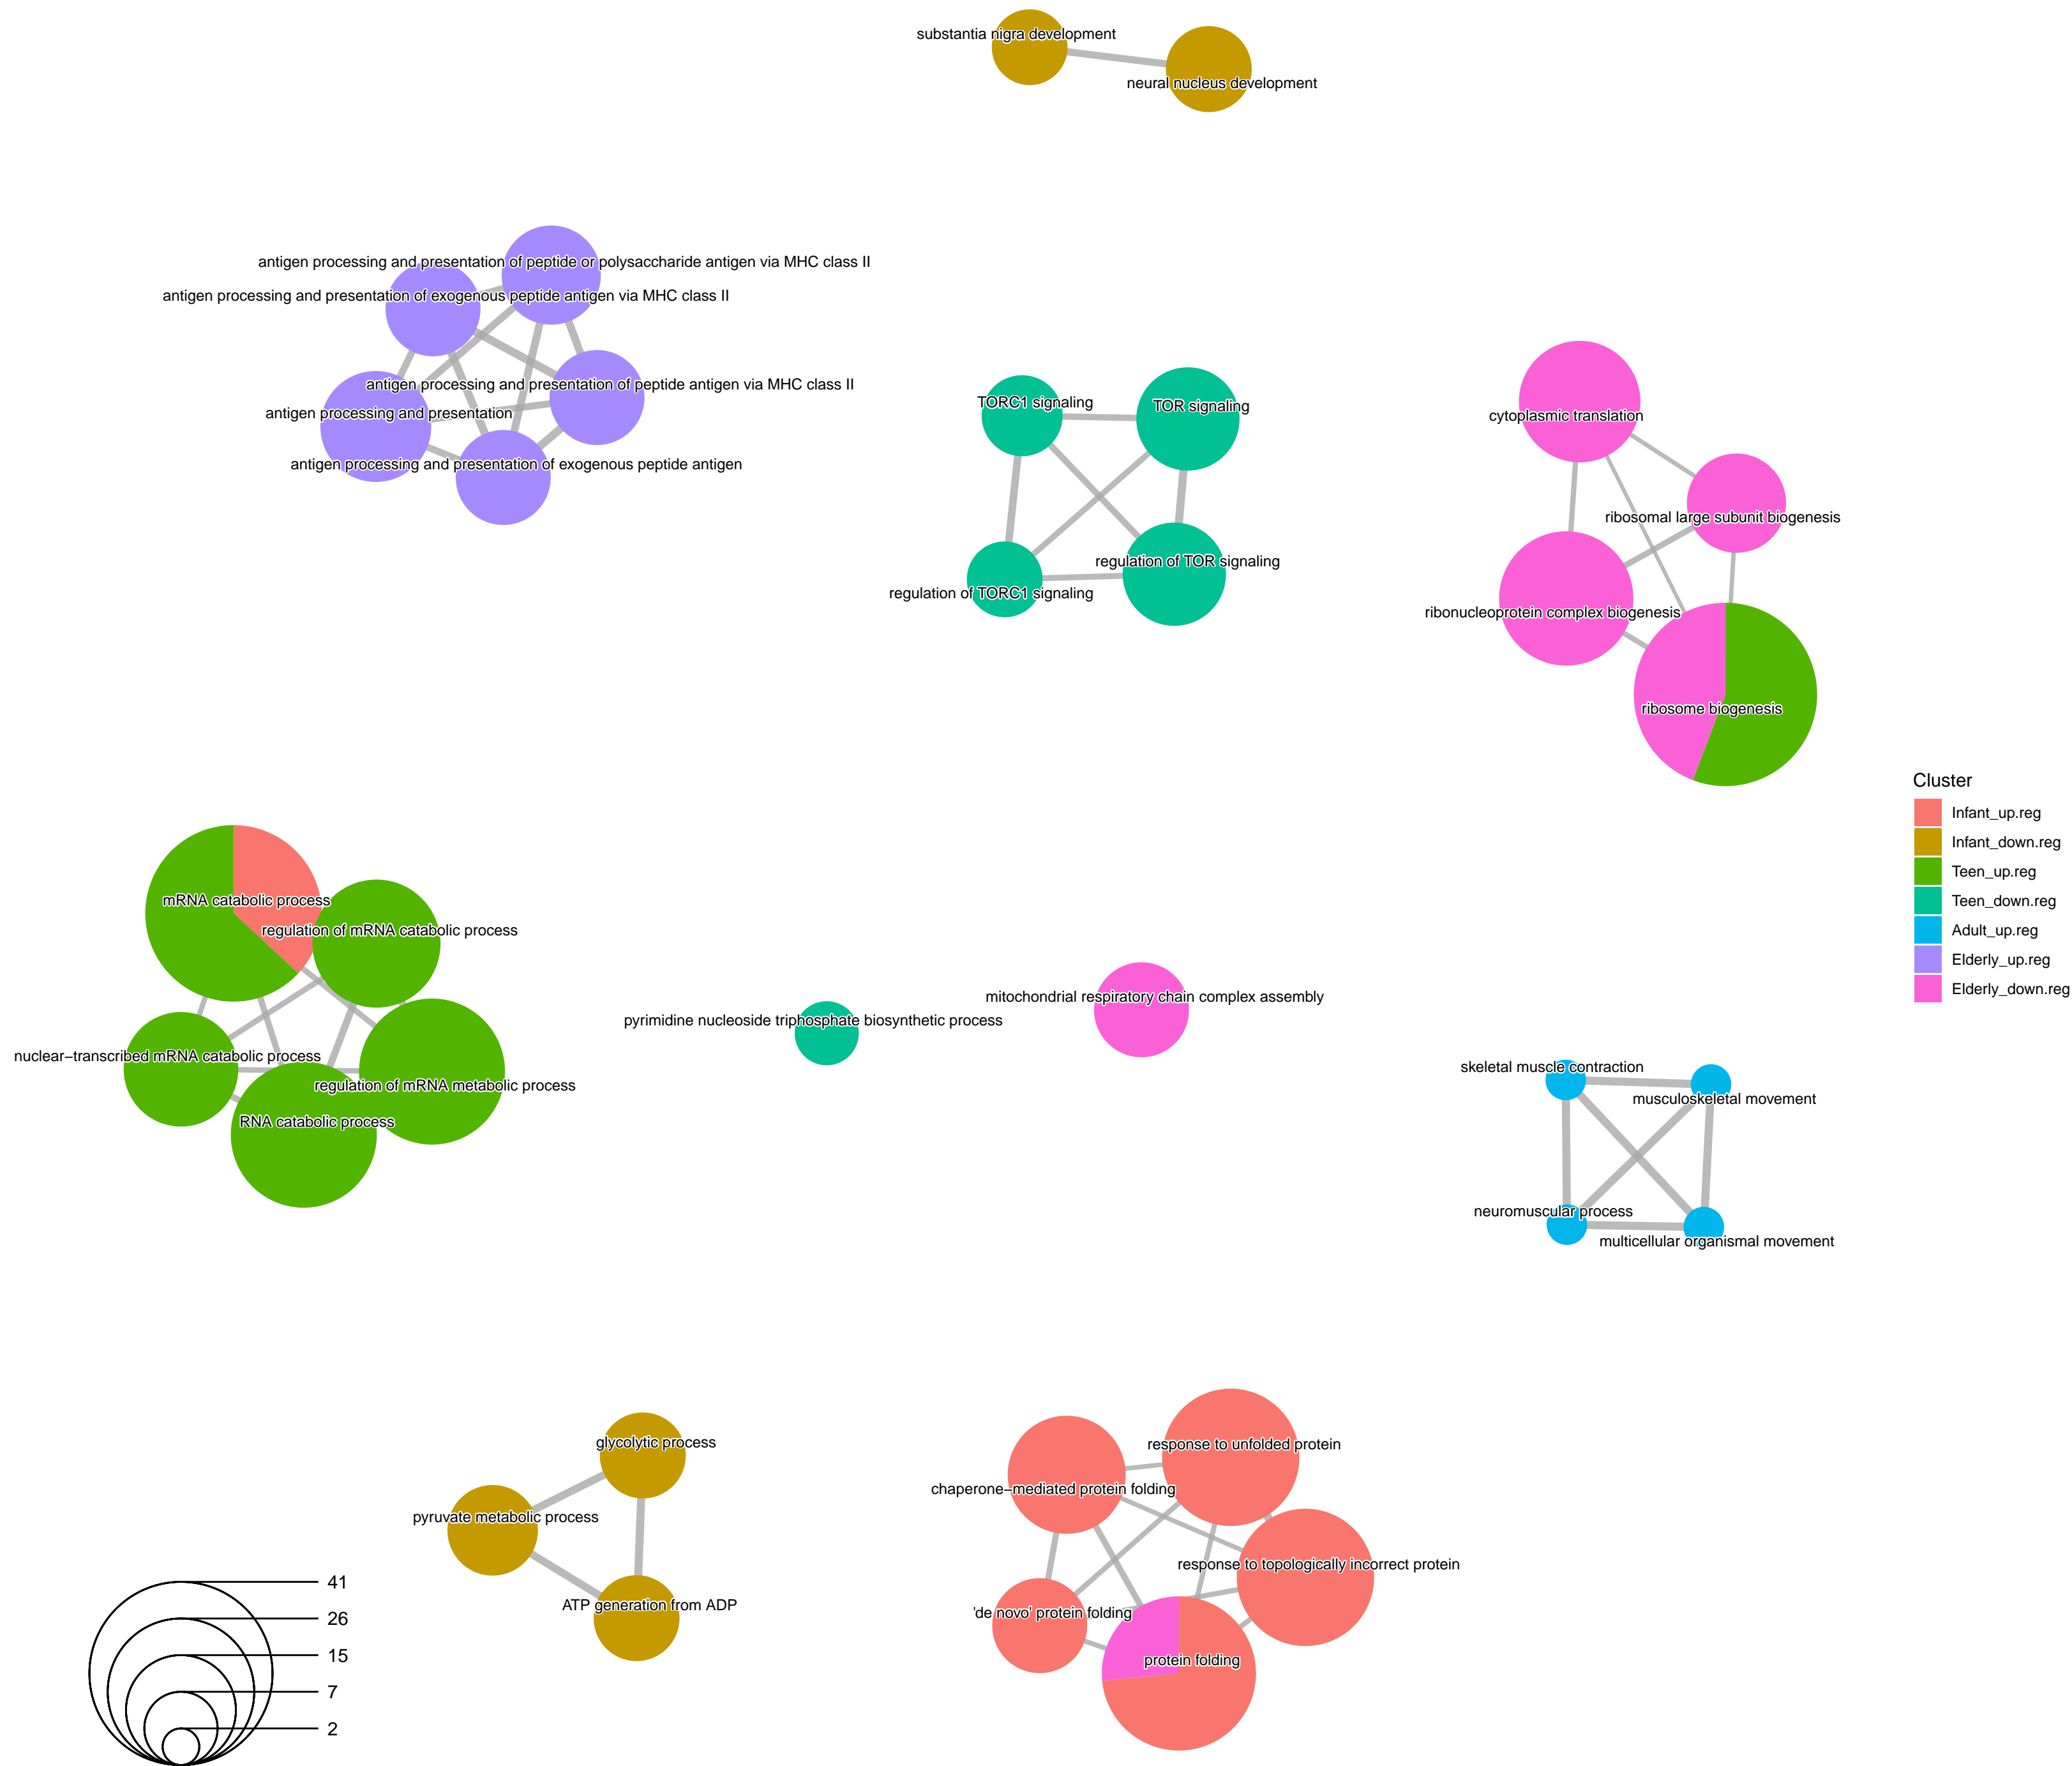 substantia nigra development
neural nucleus development
antigen processing and presentation of peptide or polysaccharide antigen via MHC class II
antigen processing and presentation of exogenous peptide antigen via MHC class II
antigen processing and presentation of peptide antigen via MHC class II
antigen processing and presentation
antigen processing and presentation of exogenous peptide antigen
TORC1 signaling
TOR signaling
regulation of TOR signaling
regulation of TORC1 signaling
cytoplasmic translation
ribosomal large subunit biogenesis
ribonucleoprotein complex biogenesis
ribosome biogenesis
Cluster
Infant_up.reg
Infant_down.reg
Teen_up.reg
Teen_down.reg
Adult_up.reg
Elderly_up.reg
Elderly_down.reg
mRNA catabolic process
regulation of mRNA catabolic process
nuclear−transcribed mRNA catabolic process
regulation of mRNA metabolic process
RNA catabolic process
mitochondrial respiratory chain complex assembly
pyrimidine nucleoside triphosphate biosynthetic process
skeletal muscle contraction
musculoskeletal movement
neuromuscular process
multicellular organismal movement
glycolytic process
pyruvate metabolic process
ATP generation from ADP
response to unfolded protein
chaperone−mediated protein folding
response to topologically incorrect protein
'de novo' protein folding
protein folding
41
26
15
7
2